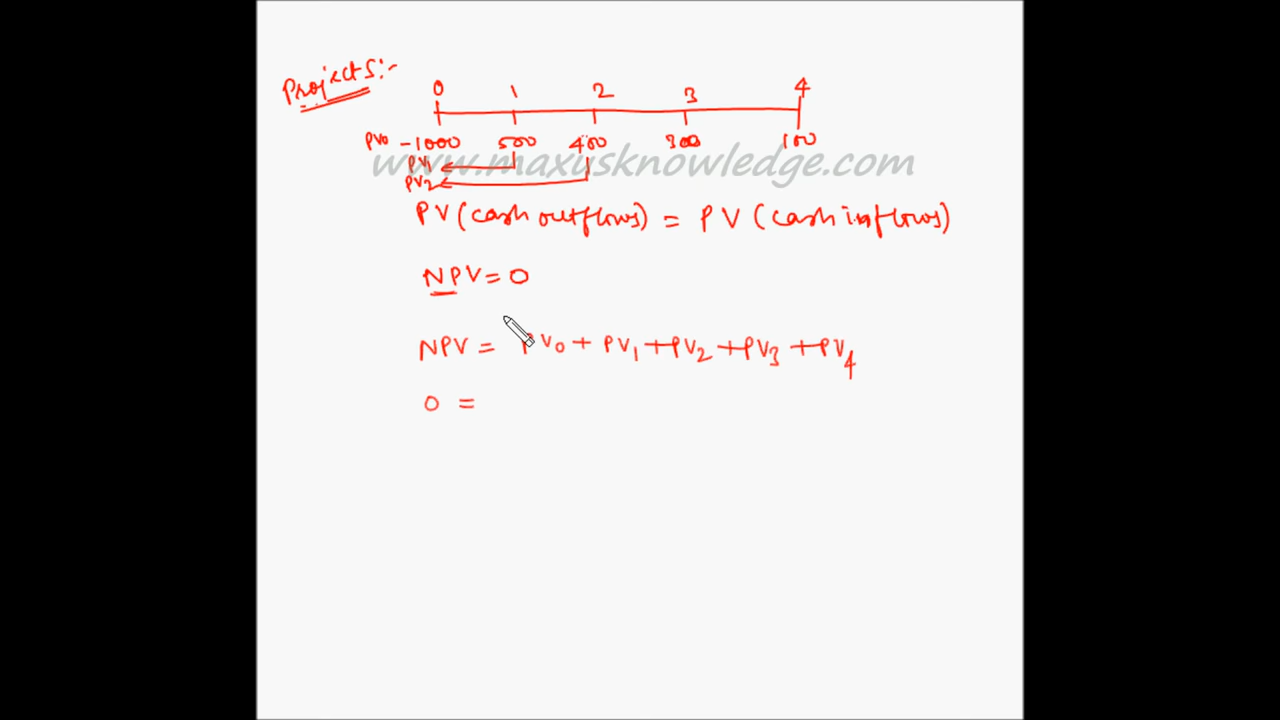 Projects:-
0 1 2 3 4
PV0 -1000 500 400 300 100
www.maxusknowledge.com
PV1
PV2
PV (cash outflows) = PV (cash inflows)
NPV = 0
NPV = PV0 + PV1 + PV2 + PV3 + PV4
0 =